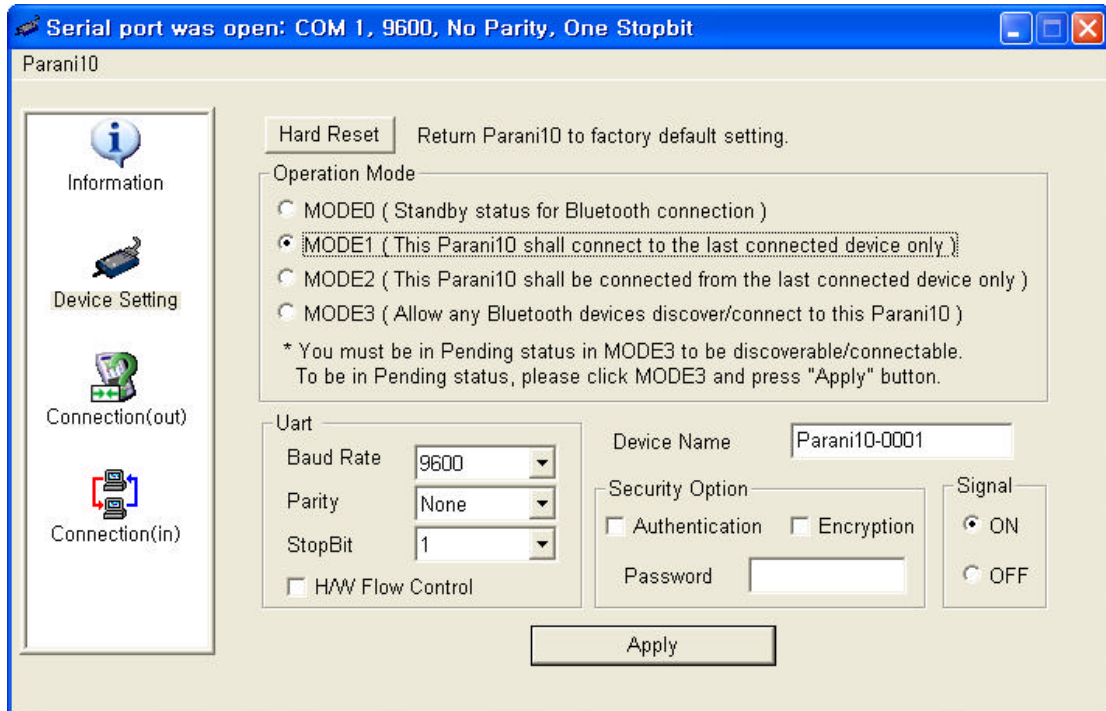 Serial port was open: COM 1, 9600, No Parity, One Stopbit
Parani10
Information
Device Setting
Connection(out)
Connection(in)
Hard Reset
Return Parani10 to factory default setting.
Operation Mode
MODE0 ( Standby status for Bluetooth connection )
MODE1 ( This Parani10 shall connect to the last connected device only )
MODE2 ( This Parani10 shall be connected from the last connected device only )
MODE3 ( Allow any Bluetooth devices discover/connect to this Parani10 )
* You must be in Pending status in MODE3 to be discoverable/connectable.
To be in Pending status, please click MODE3 and press "Apply" button.
Uart
Baud Rate 9600
Parity None
StopBit 1
H/W Flow Control
Device Name Parani10-0001
Security Option
Authentication Encryption
Password
Signal
ON
OFF
Apply